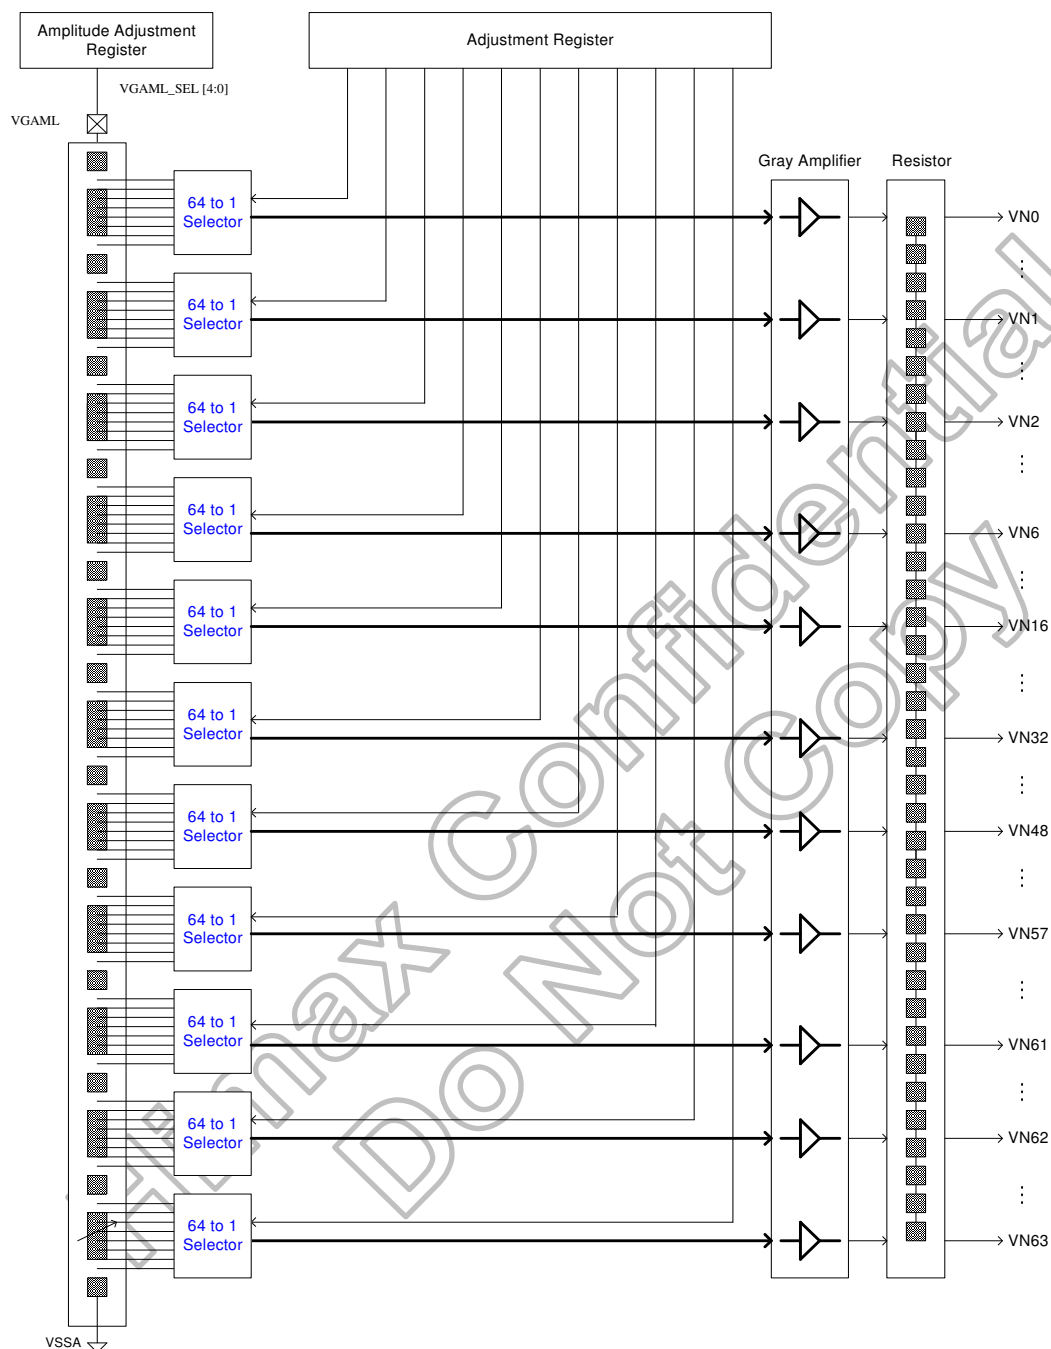 Amplitude Adjustment
Register
Adjustment Register
VGAML_SEL [4:0]
VGAML
Gray Amplifier
Resistor
64 to 1
Selector
VN0
64 to 1
Selector
VN1
64 to 1
Selector
VN2
64 to 1
Selector
VN6
64 to 1
Selector
VN16
64 to 1
Selector
VN32
64 to 1
Selector
VN48
64 to 1
Selector
VN57
64 to 1
Selector
VN61
64 to 1
Selector
VN62
64 to 1
Selector
VN63
VSSA
Himax Confidential
Do Not Copy